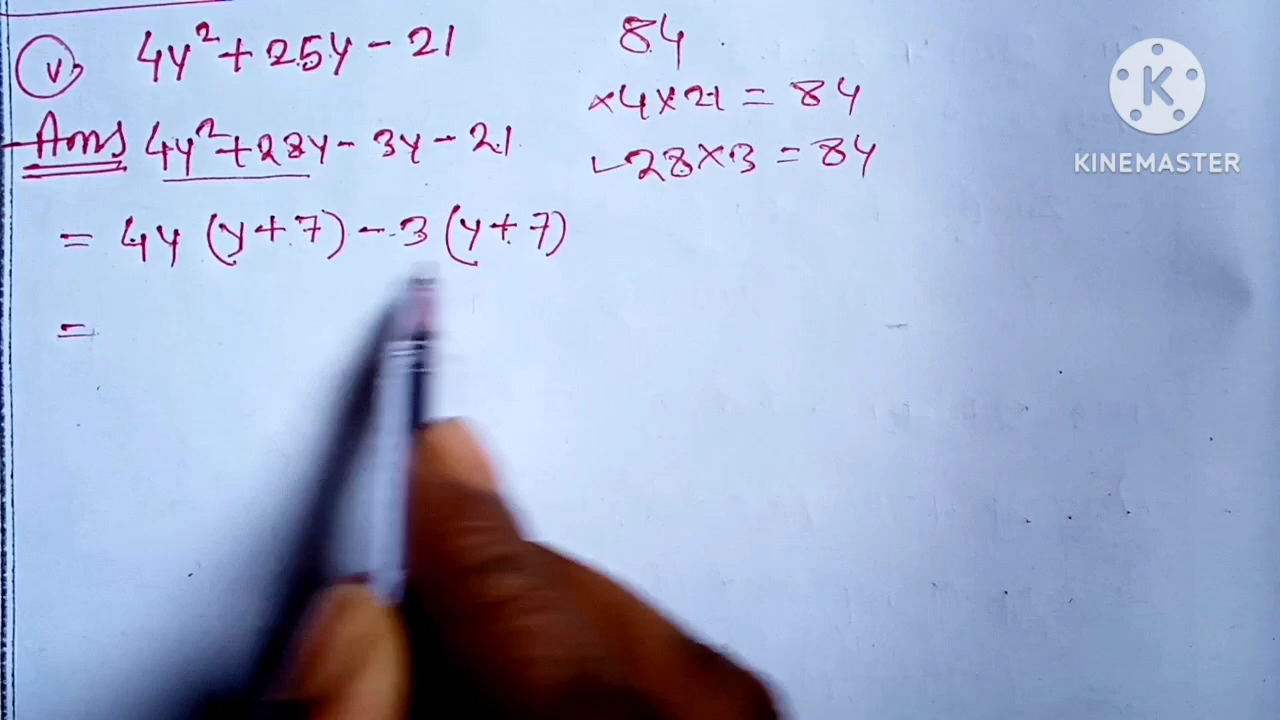 (v) 4y² + 25y - 21
Ans 4y² + 28y - 3y - 21
= 4y (y + 7) - 3 (y + 7)
=
84
×4×21 = 84
✓28×3 = 84
K
KINEMASTER